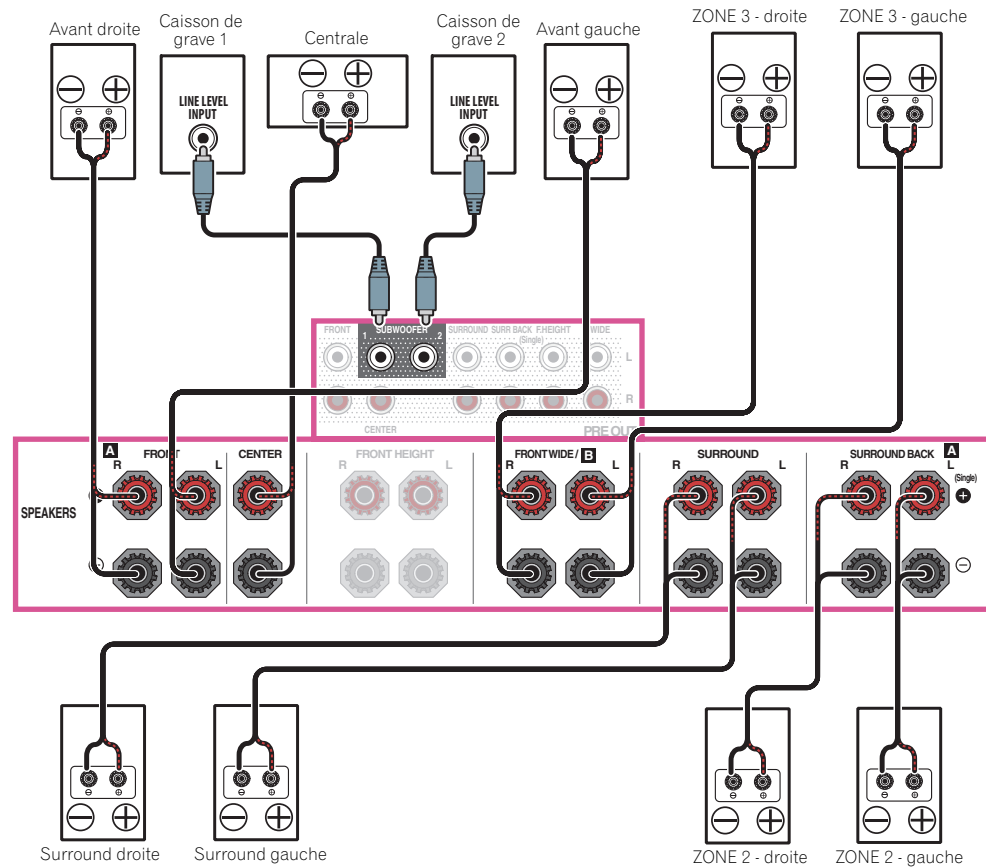 Avant droite
Caisson de
grave 1
Centrale
Caisson de
grave 2
Avant gauche
ZONE 3 - droite
ZONE 3 - gauche
LINE LEVEL
INPUT
LINE LEVEL
INPUT
FRONT
SUBWOOFER
1
2
SURROUND
SURR BACK
F.HEIGHT
WIDE
(Single)
L
R
CENTER
PRE OUT
SPEAKERS
A
FRONT
R
L
CENTER
FRONT HEIGHT
R
L
FRONT WIDE / B
R
L
SURROUND
R
L
SURROUND BACK
A
R
L
(Single)
Surround droite
Surround gauche
ZONE 2 - droite
ZONE 2 - gauche